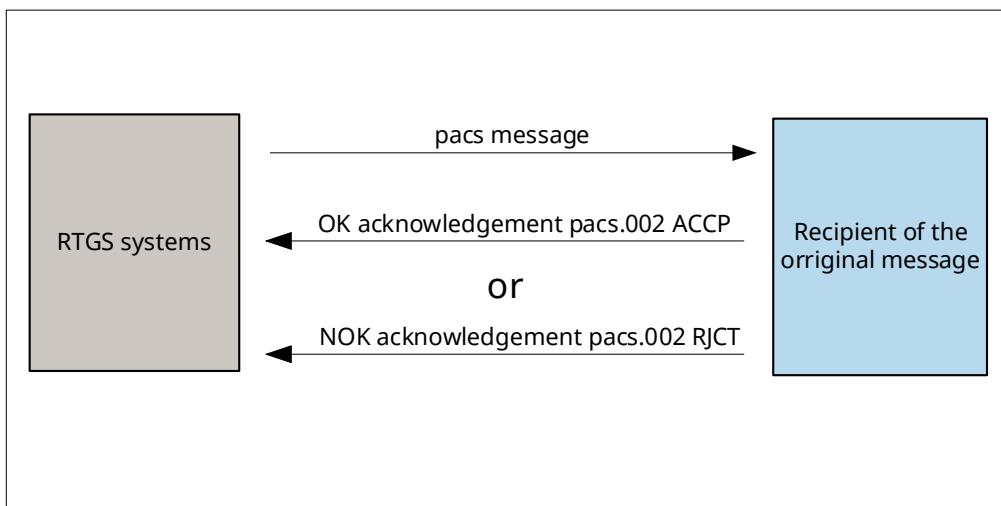 pacs message
OK acknowledgement pacs.002 ACCP
RTGS systems
Recipient of the
orriginal message
or
NOK acknowledgement pacs.002 RJCT